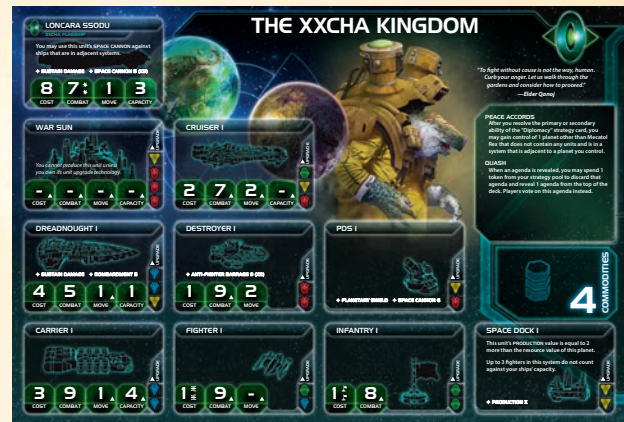 LONCARA SSODU
XXCHA FLAGSHIP
You may use this unit's SPACE CANNON against
ships that are in adjacent systems.
SUSTAIN DAMAGE SPACE CANNON 5 (X3)
8 7 1 3
COST COMBAT MOVE CAPACITY
THE XXCHA KINGDOM
"To fight without cause is not the way, human.
Curb your anger. Let us walk through the
gardens and consider how to proceed."
—Elder Qanoj
PEACE ACCORDS
After you resolve the primary or secondary
ability of the "Diplomacy" strategy card, you
may gain control of 1 planet other than Mecatol
Rex that does not contain any units and is in a
system that is adjacent to a planet you control.
QUASH
When an agenda is revealed, you may spend 1
token from your strategy pool to discard that
agenda and reveal 1 agenda from the top of the
deck. Players vote on this agenda instead.
WAR SUN
You cannot produce this unit unless
you own its unit upgrade technology.
- - - -
COST COMBAT MOVE CAPACITY
UPGRADE
CRUISER I
2 7 2 -
COST COMBAT MOVE CAPACITY
UPGRADE
DREADNOUGHT I
SUSTAIN DAMAGE BOMBARDMENT 5
4 5 1 1
COST COMBAT MOVE CAPACITY
UPGRADE
DESTROYER I
ANTI-FIGHTER BARRAGE 9 (X2)
1 9 2
COST COMBAT MOVE
UPGRADE
PDS I
PLANETARY SHIELD SPACE CANNON 6
UPGRADE
4
COMMODITIES
CARRIER I
3 9 1 4
COST COMBAT MOVE CAPACITY
UPGRADE
FIGHTER I
1 9 -
COST COMBAT MOVE
UPGRADE
INFANTRY I
1 8
COST COMBAT
UPGRADE
SPACE DOCK I
This unit's PRODUCTION value is equal to 2
more than the resource value of this planet.
Up to 3 fighters in this system do not count
against your ships' capacity.
PRODUCTION X
UPGRADE